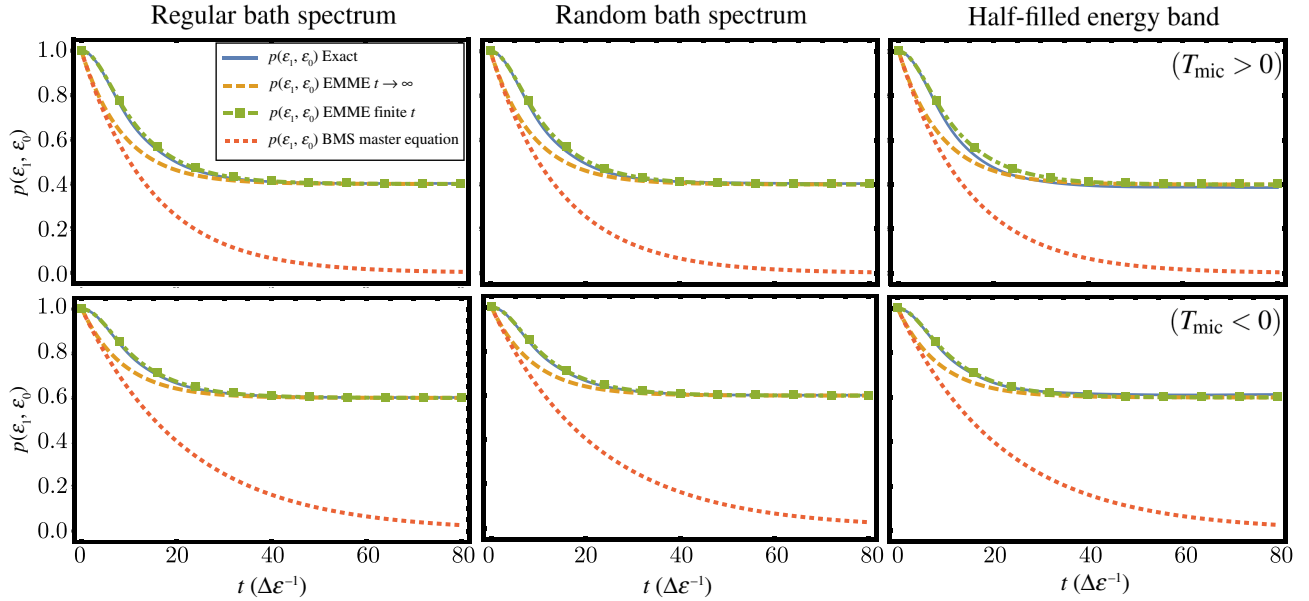 Regular bath spectrum
Random bath spectrum
Half-filled energy band
1.0
0.8
0.6
0.4
0.2
0.0
p(ε₁, ε₀)
p(ε₁, ε₀) Exact
p(ε₁, ε₀) EMME t → ∞
p(ε₁, ε₀) EMME finite t
p(ε₁, ε₀) BMS master equation
(T_mic > 0)
1.0
0.8
0.6
0.4
0.2
0.0
p(ε₁, ε₀)
(T_mic < 0)
0 20 40 60 80
0 20 40 60 80
0 20 40 60 80
t (Δε⁻¹)
t (Δε⁻¹)
t (Δε⁻¹)